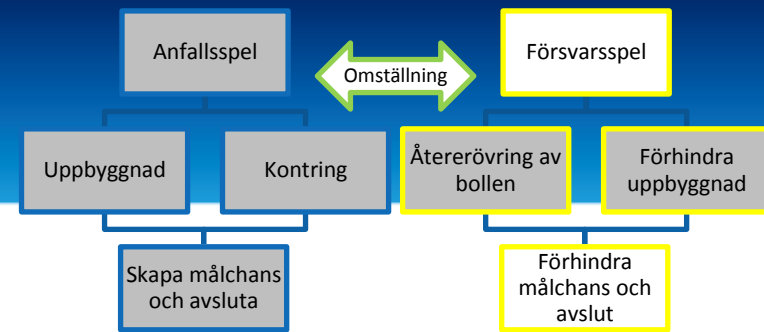 Anfallsspel
Omställning
Försvarsspel
Uppbyggnad
Kontring
Återerövring av
bollen
Förhindra
uppbyggnad
Skapa målchans
och avsluta
Förhindra
målchans och
avslut